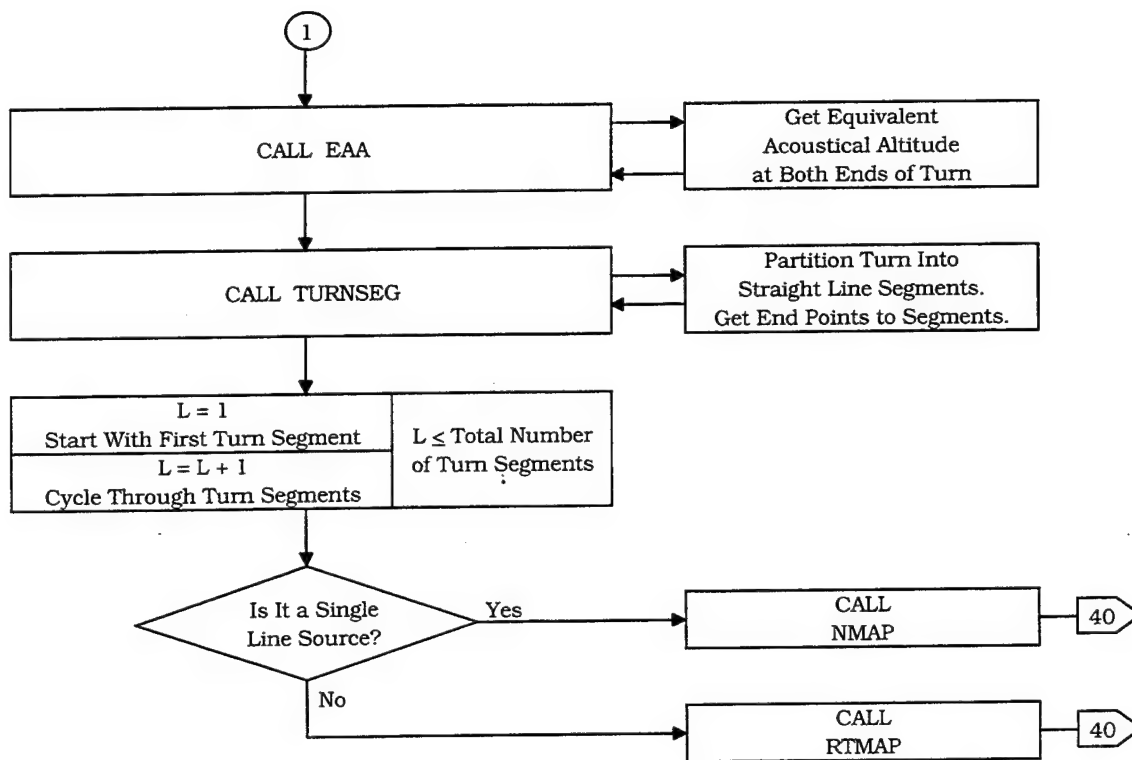 1
CALL EAA
Get Equivalent
Acoustical Altitude
at Both Ends of Turn
CALL TURNSEG
Partition Turn Into
Straight Line Segments.
Get End Points to Segments.
L = 1
Start With First Turn Segment
L = L + 1
Cycle Through Turn Segments
L ≤ Total Number
of Turn Segments
Is It a Single
Line Source?
Yes
CALL
NMAP
40
No
CALL
RTMAP
40